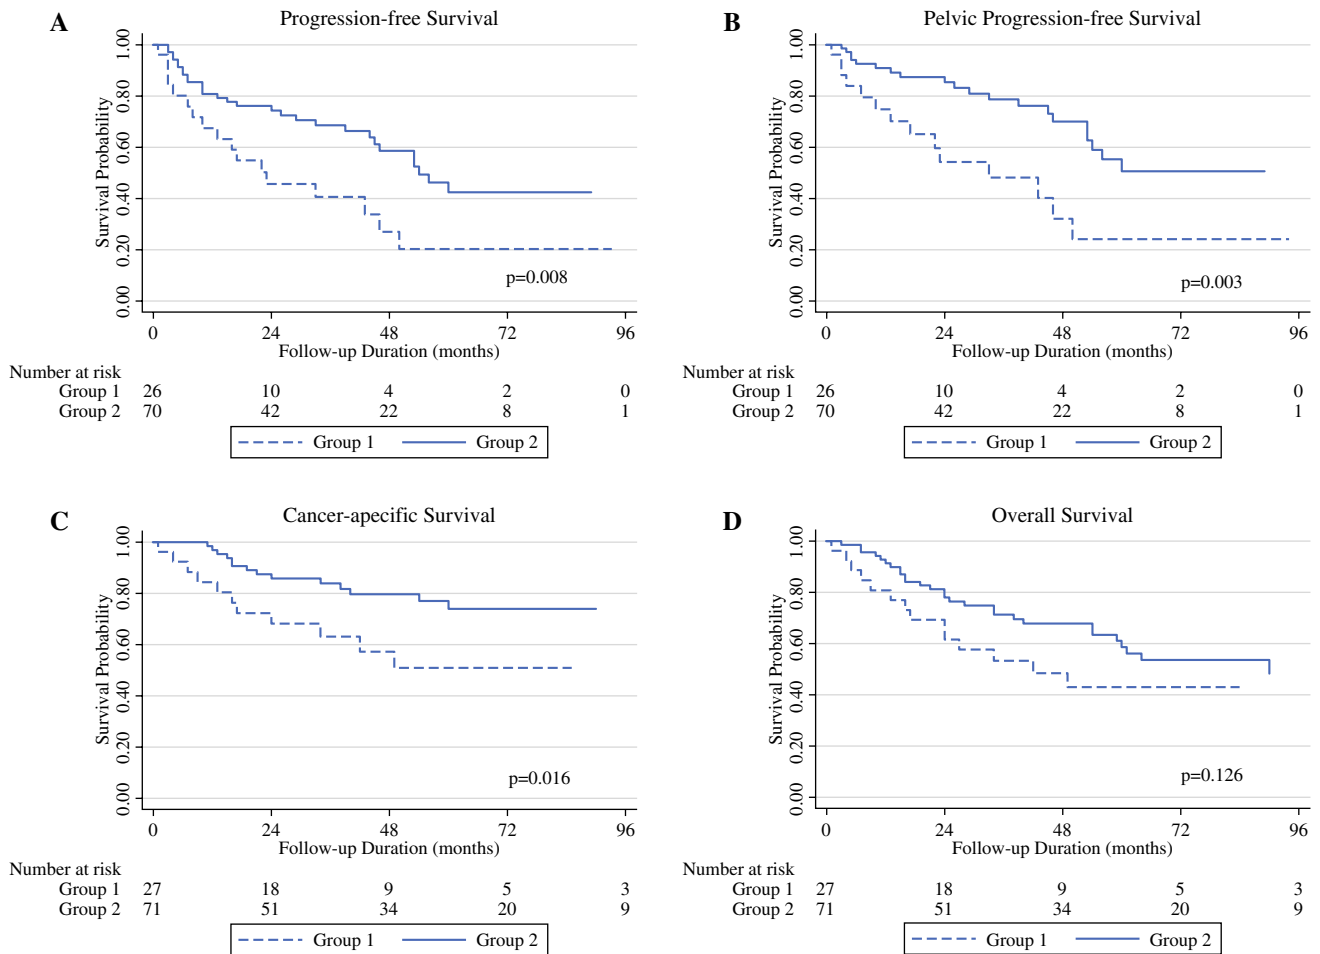 A
Progression-free Survival
Survival Probability
1.00
0.80
0.60
0.40
0.20
0.00
p=0.008
0 24 48 72 96
Follow-up Duration (months)
Number at risk
Group 1 26 10 4 2 0
Group 2 70 42 22 8 1
Group 1 Group 2
B
Pelvic Progression-free Survival
Survival Probability
1.00
0.80
0.60
0.40
0.20
0.00
p=0.003
0 24 48 72 96
Follow-up Duration (months)
Number at risk
Group 1 26 10 4 2 0
Group 2 70 42 22 8 1
Group 1 Group 2
C
Cancer-apecific Survival
Survival Probability
1.00
0.80
0.60
0.40
0.20
0.00
p=0.016
0 24 48 72 96
Follow-up Duration (months)
Number at risk
Group 1 27 18 9 5 3
Group 2 71 51 34 20 9
Group 1 Group 2
D
Overall Survival
Survival Probability
1.00
0.80
0.60
0.40
0.20
0.00
p=0.126
0 24 48 72 96
Follow-up Duration (months)
Number at risk
Group 1 27 18 9 5 3
Group 2 71 51 34 20 9
Group 1 Group 2